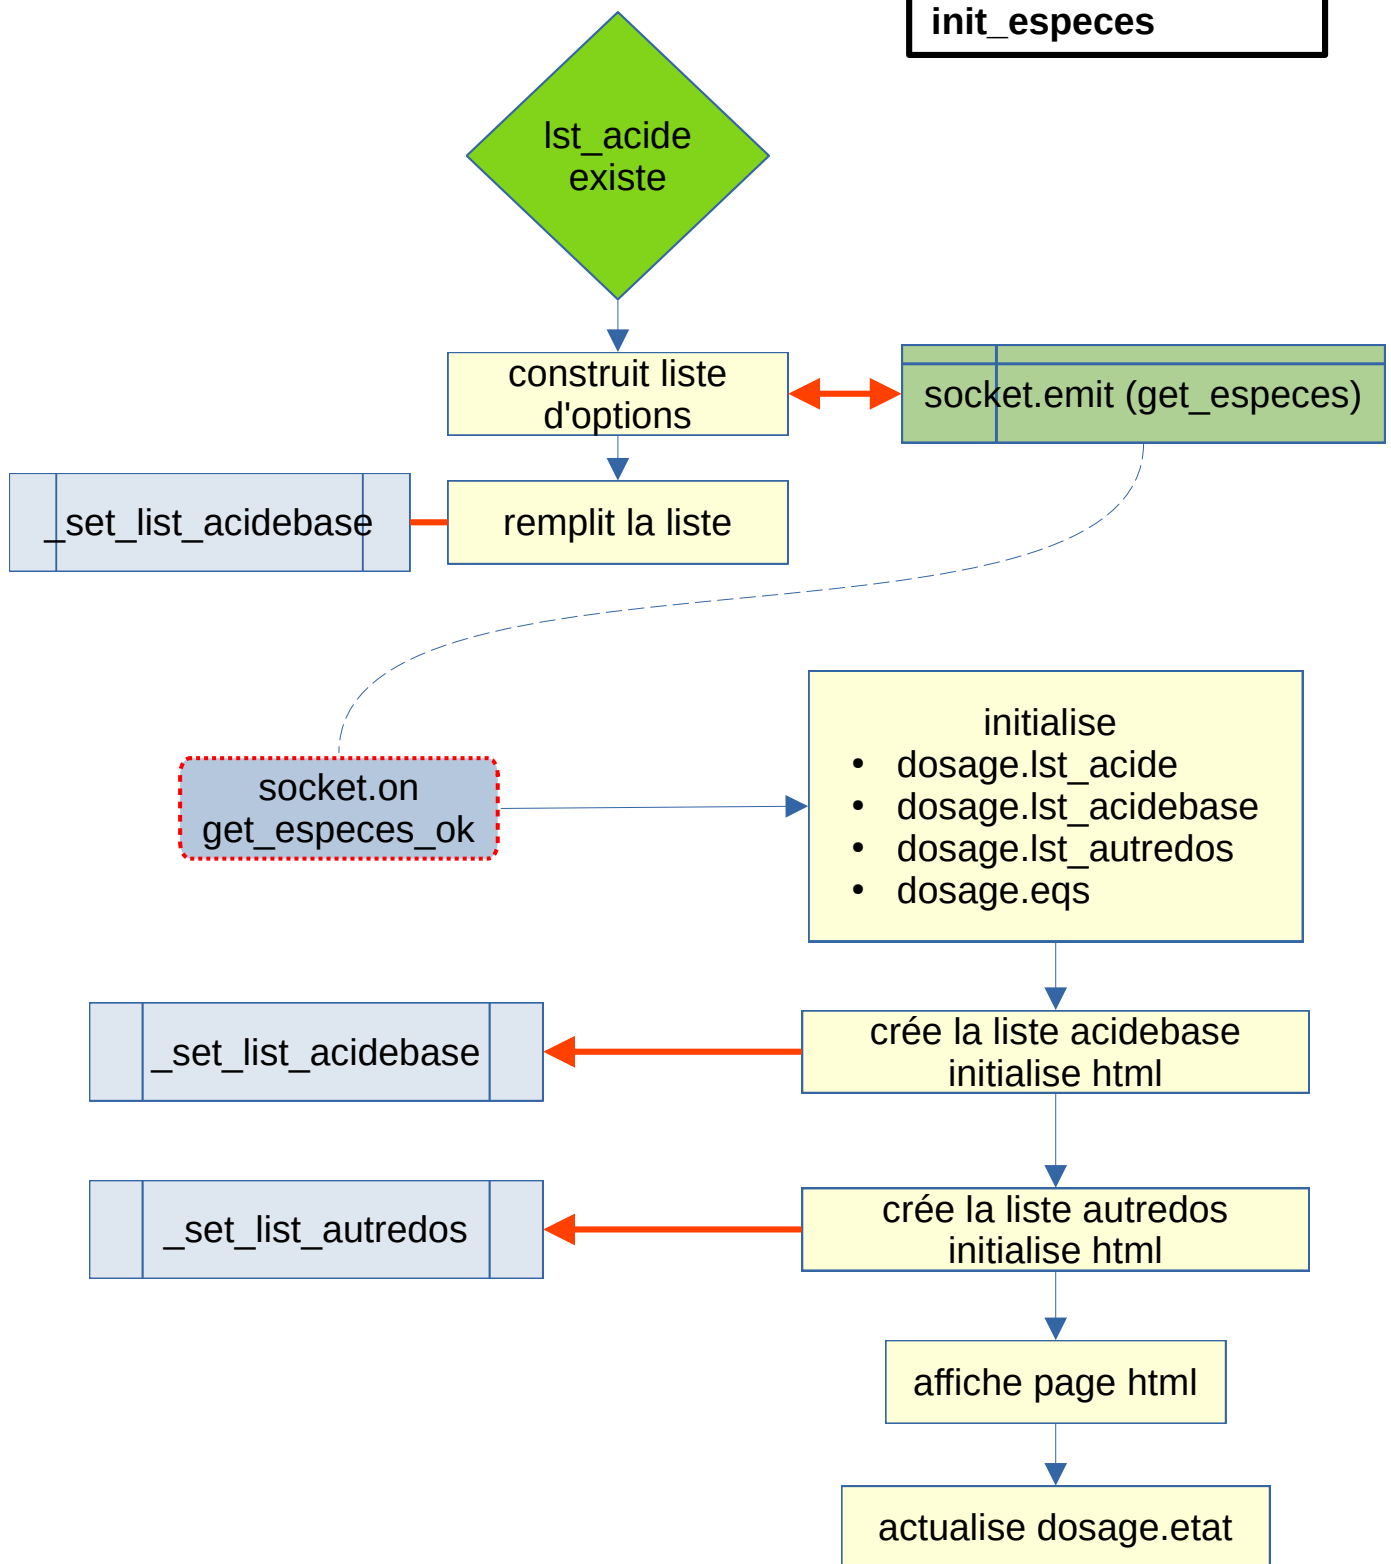 init_especes
lst_acide
existe
construit liste
d'options
socket.emit (get_especes)
_set_list_acidebase
remplit la liste
initialise
• dosage.lst_acide
• dosage.lst_acidebase
• dosage.lst_autredos
• dosage.eqs
socket.on
get_especes_ok
_set_list_acidebase
crée la liste acidebase
initialise html
_set_list_autredos
crée la liste autredos
initialise html
affiche page html
actualise dosage.etat